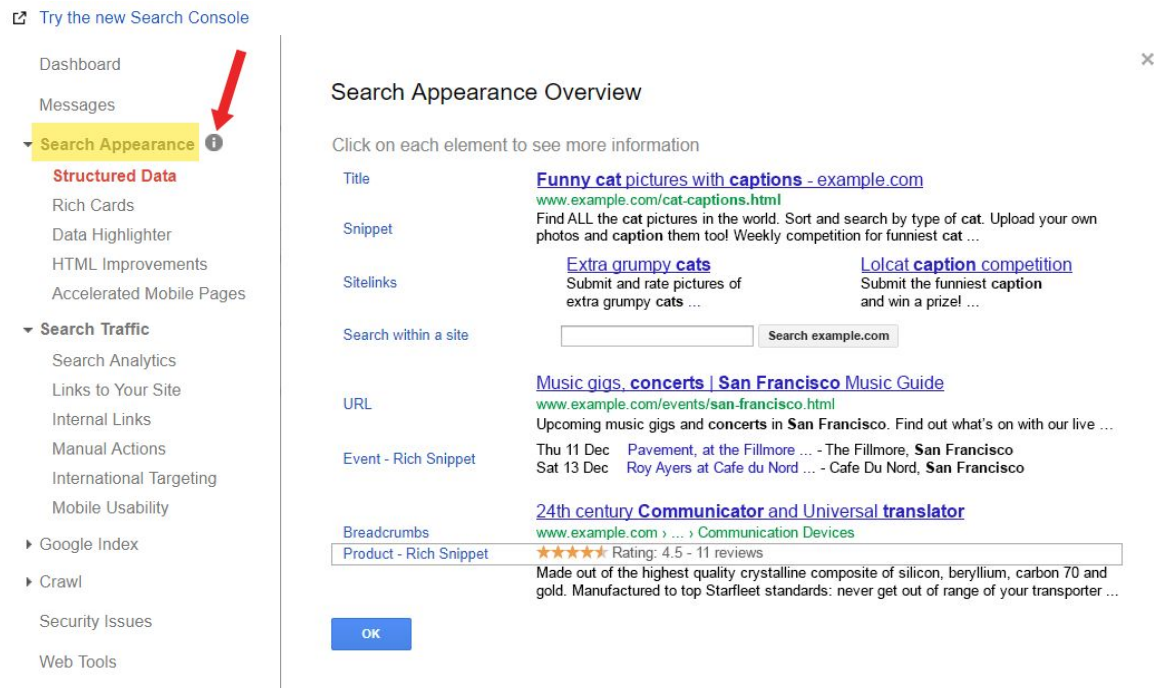 Try the new Search Console
Dashboard
Messages
Search Appearance
Structured Data
Rich Cards
Data Highlighter
HTML Improvements
Accelerated Mobile Pages
Search Traffic
Search Analytics
Links to Your Site
Internal Links
Manual Actions
International Targeting
Mobile Usability
Google Index
Crawl
Security Issues
Web Tools
Search Appearance Overview
Click on each element to see more information
Title
Funny cat pictures with captions - example.com
www.example.com/cat-captions.html
Snippet
Find ALL the cat pictures in the world. Sort and search by type of cat. Upload your own
photos and caption them too! Weekly competition for funniest cat ...
Sitelinks
Extra grumpy cats
Submit and rate pictures of
extra grumpy cats ...
Lolcat caption competition
Submit the funniest caption
and win a prize! ...
Search within a site
Search example.com
Music gigs, concerts | San Francisco Music Guide
URL
www.example.com/events/san-francisco.html
Upcoming music gigs and concerts in San Francisco. Find out what's on with our live ...
Event - Rich Snippet
Thu 11 Dec Pavement, at the Fillmore ... - The Fillmore, San Francisco
Sat 13 Dec Roy Ayers at Cafe du Nord ... - Cafe Du Nord, San Francisco
24th century Communicator and Universal translator
Breadcrumbs
www.example.com › ... › Communication Devices
Product - Rich Snippet
Rating: 4.5 - 11 reviews
Made out of the highest quality crystalline composite of silicon, beryllium, carbon 70 and
gold. Manufactured to top Starfleet standards: never get out of range of your transporter ...
OK